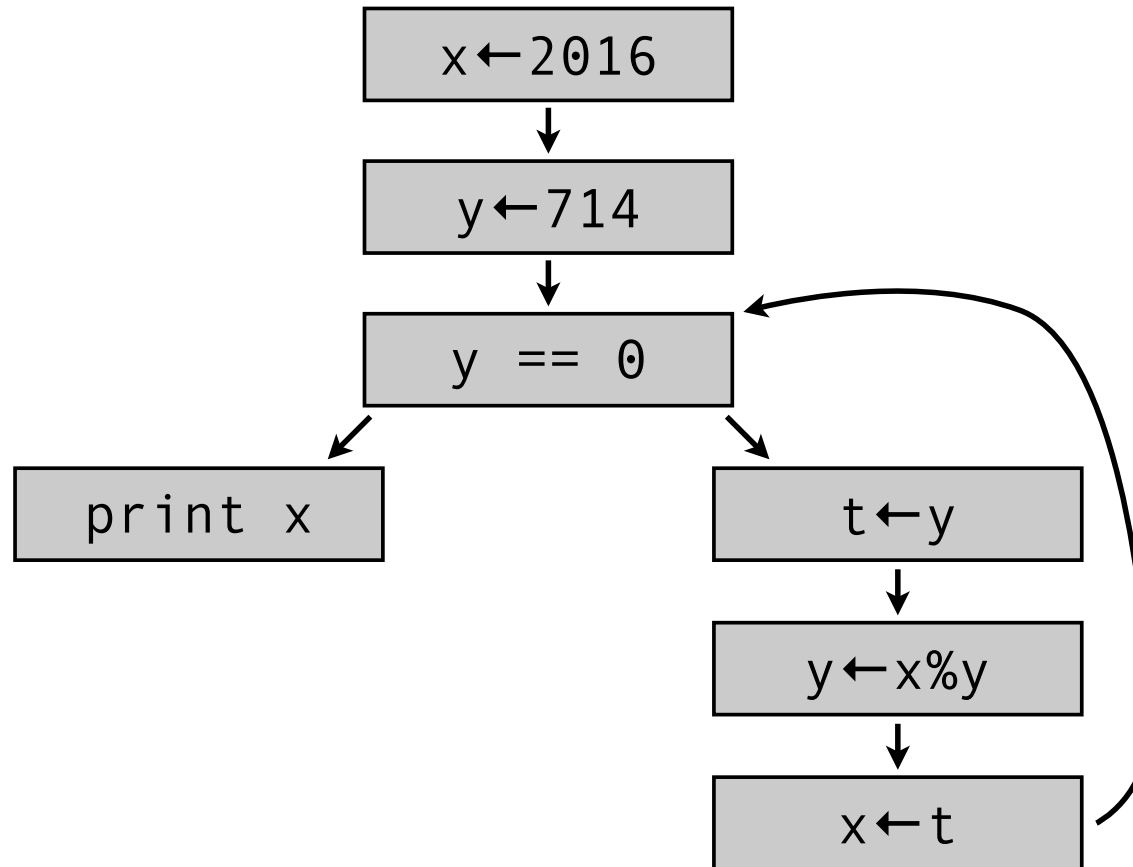 x←2016
y←714
y == 0
print x
t←y
y←x%y
x←t